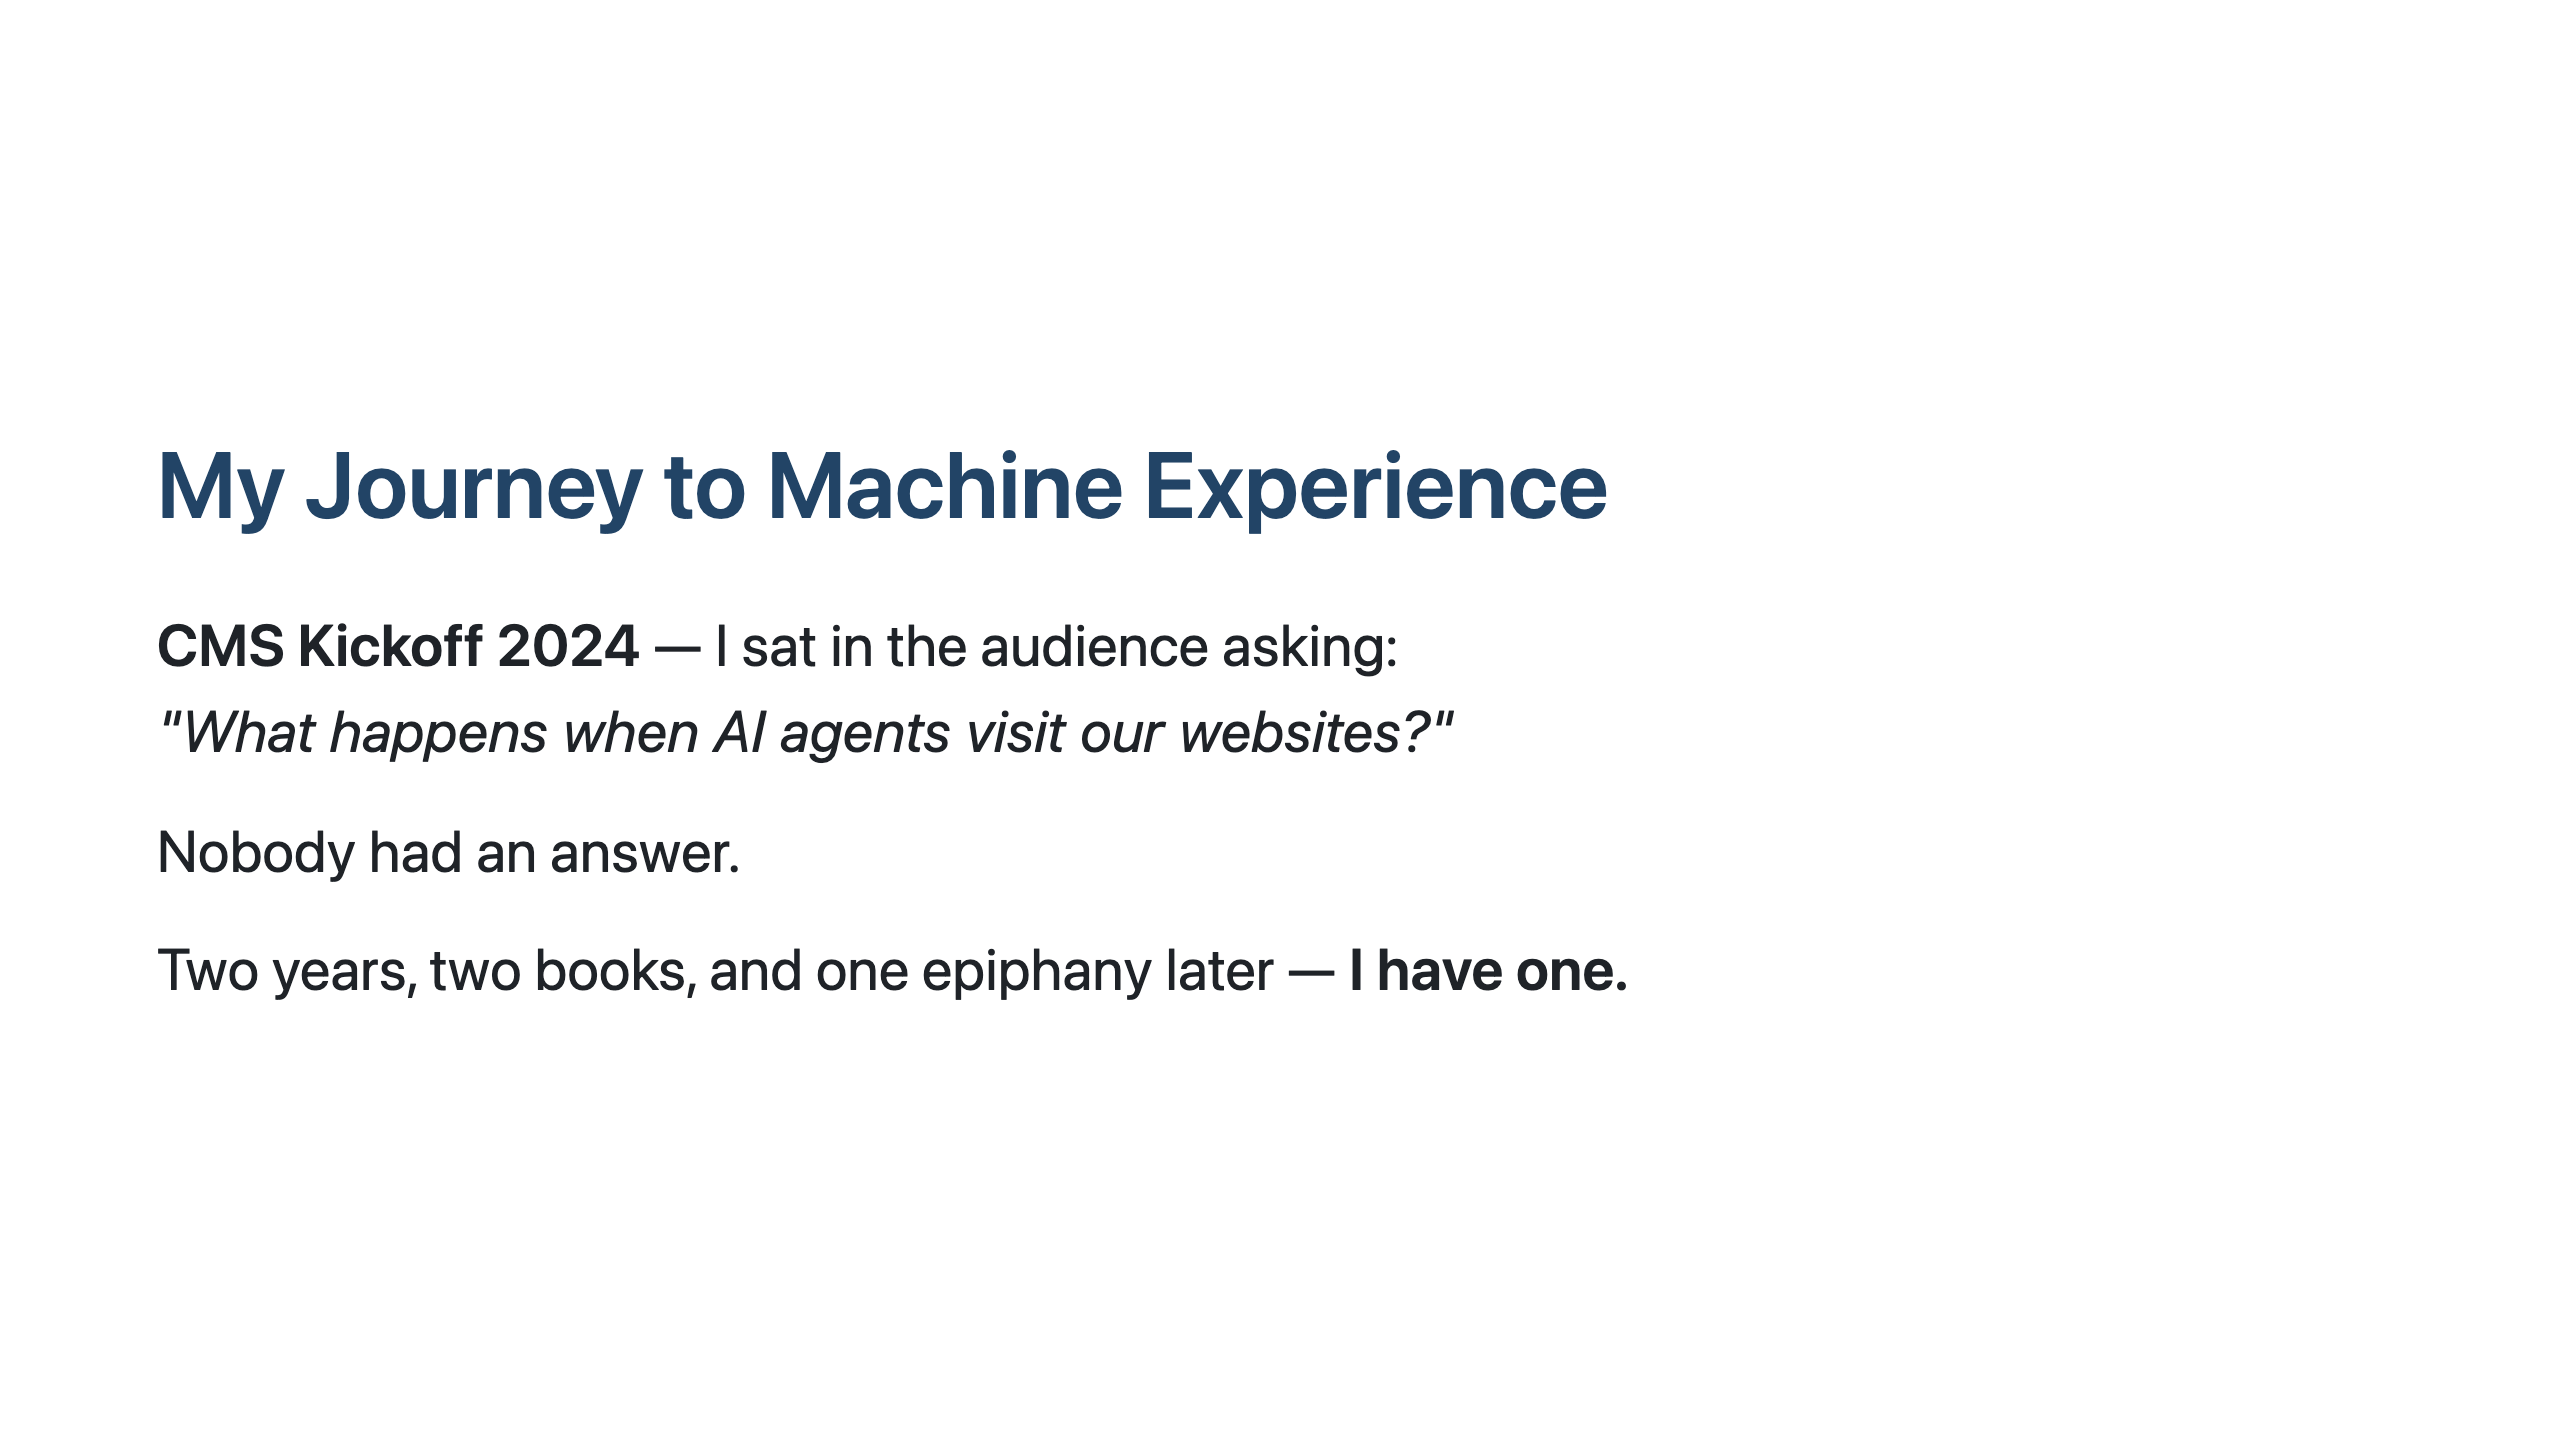 My Journey to Machine Experience
CMS Kickoff 2024 — I sat in the audience asking:
"What happens when AI agents visit our websites?"
Nobody had an answer.
Two years, two books, and one epiphany later — I have one.